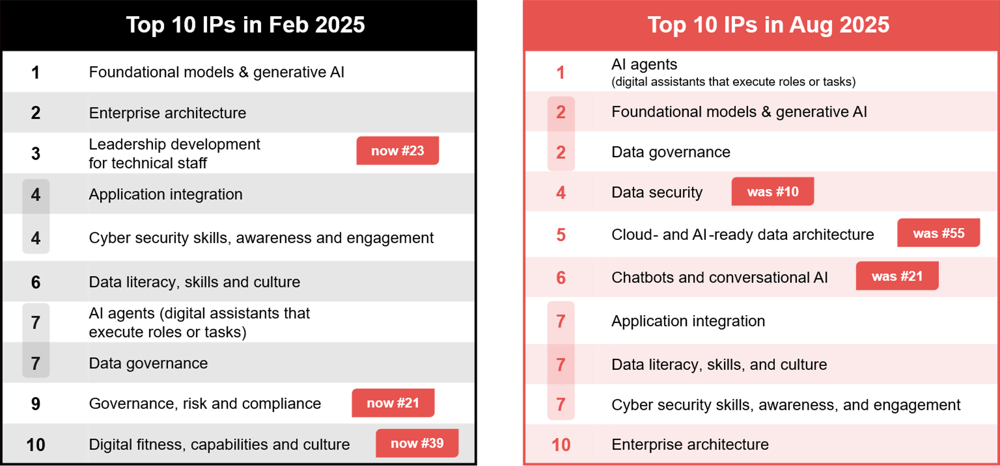 Top 10 IPs in Feb 2025
1 Foundational models & generative AI
2 Enterprise architecture
3 Leadership development
for technical staff
now #23
4 Application integration
4 Cyber security skills, awareness and engagement
6 Data literacy, skills and culture
7 AI agents (digital assistants that
execute roles or tasks)
7 Data governance
9 Governance, risk and compliance now #21
10 Digital fitness, capabilities and culture now #39
Top 10 IPs in Aug 2025
1 AI agents
(digital assistants that execute roles or tasks)
2 Foundational models & generative AI
2 Data governance
4 Data security was #10
5 Cloud- and AI-ready data architecture was #55
6 Chatbots and conversational AI was #21
7 Application integration
7 Data literacy, skills, and culture
7 Cyber security skills, awareness, and engagement
10 Enterprise architecture